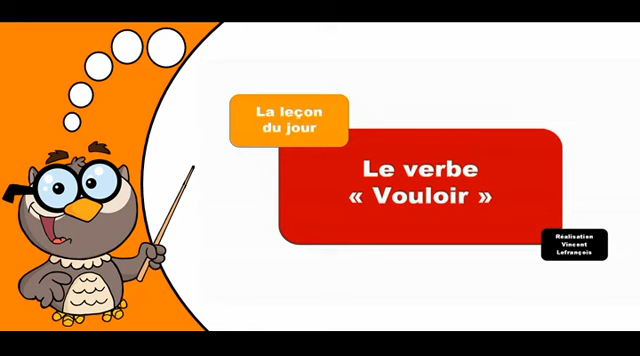 La leçon
du jour
Le verbe
« Vouloir »
Réalisation
Vincent
Lefrançois